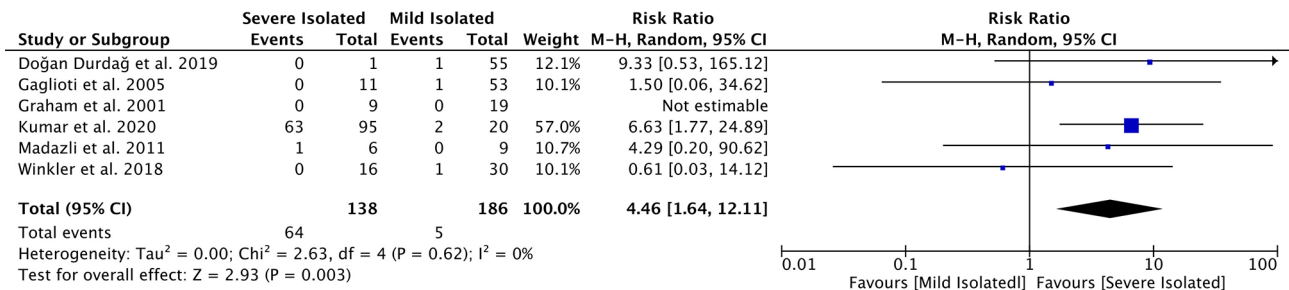 Severe Isolated Mild Isolated Risk Ratio Risk Ratio
Study or Subgroup Events Total Events Total Weight M-H, Random, 95% CI M-H, Random, 95% CI
Doğan Durdağ et al. 2019 0 1 1 55 12.1% 9.33 [0.53, 165.12]
Gaglioti et al. 2005 0 11 1 53 10.1% 1.50 [0.06, 34.62]
Graham et al. 2001 0 9 0 19 Not estimable
Kumar et al. 2020 63 95 2 20 57.0% 6.63 [1.77, 24.89]
Madazli et al. 2011 1 6 0 9 10.7% 4.29 [0.20, 90.62]
Winkler et al. 2018 0 16 1 30 10.1% 0.61 [0.03, 14.12]
Total (95% CI) 138 186 100.0% 4.46 [1.64, 12.11]
Total events 64 5
Heterogeneity: Tau² = 0.00; Chi² = 2.63, df = 4 (P = 0.62); I² = 0%
Test for overall effect: Z = 2.93 (P = 0.003)
0.01 0.1 1 10 100
Favours [Mild Isolatedl] Favours [Severe Isolated]